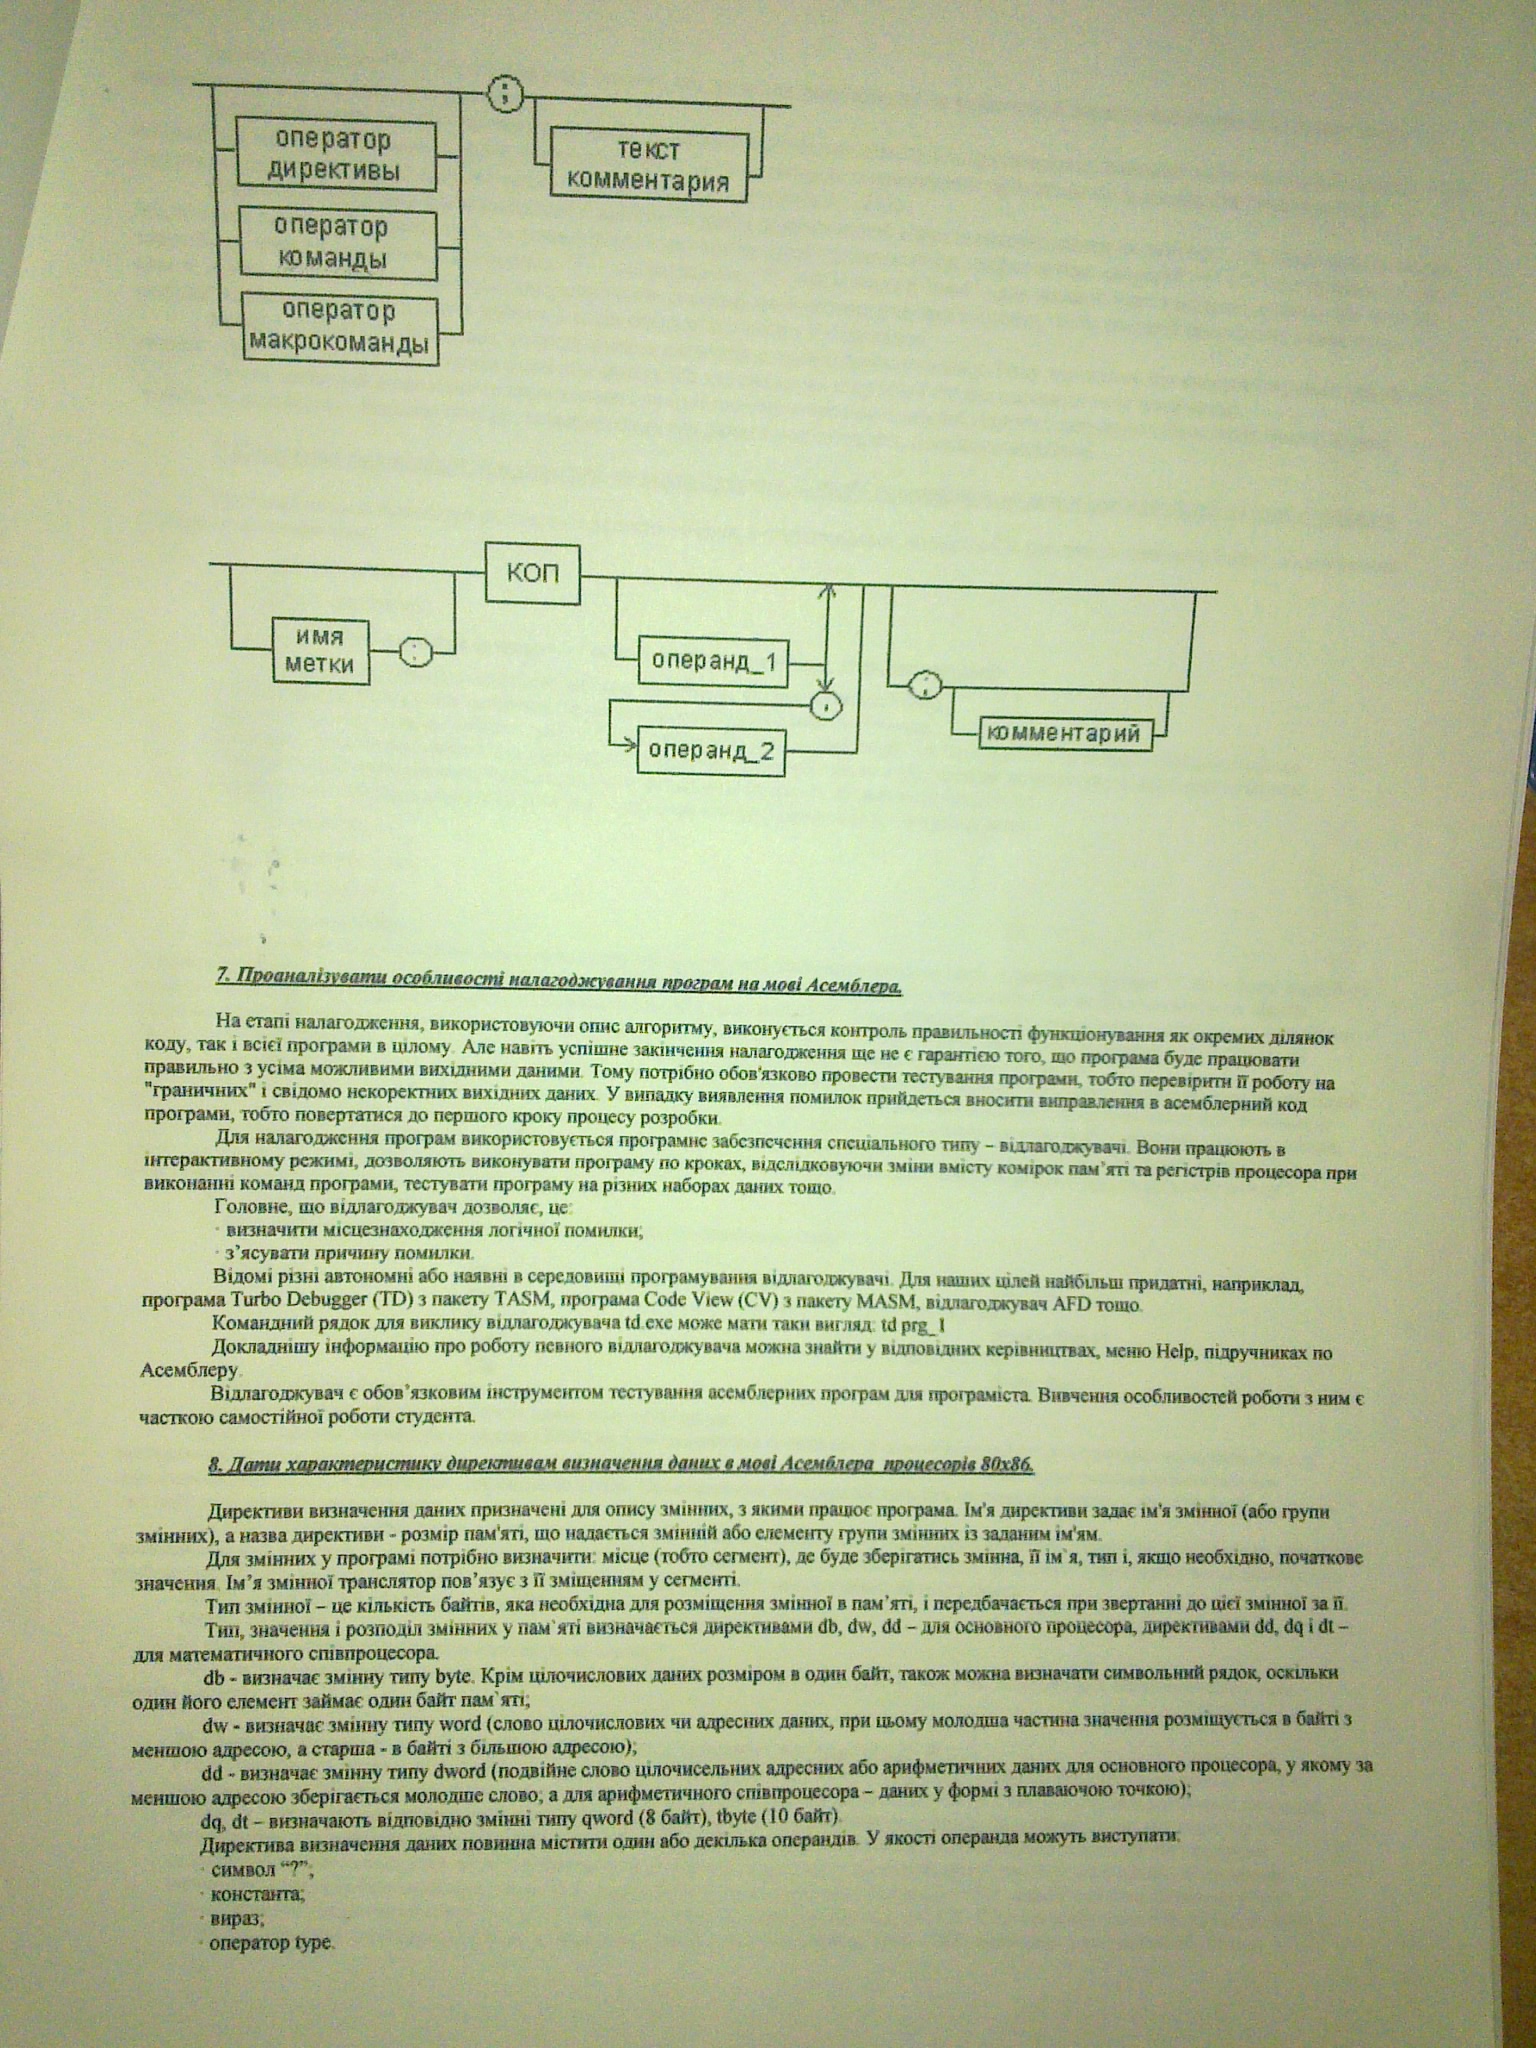 ;
оператор
директивы
текст
комментария
оператор
команды
оператор
макрокоманды
КОП
имя
метки
:
операнд_1
,
операнд_2
;
комментарий
7. Проаналізувати особливості налагоджування програм на мові Асемблера.
На етапі налагодження, використовуючи опис алгоритму, виконується контроль правильності функціонування як окремих ділянок
коду, так і всієї програми в цілому. Але навіть успішне закінчення налагодження ще не є гарантією того, що програма буде працювати
правильно з усіма можливими вихідними даними. Тому потрібно обов'язково провести тестування програми, тобто перевірити її роботу на
"граничних" і свідомо некоректних вихідних даних. У випадку виявлення помилок прийдеться вносити виправлення в асемблерний код
програми, тобто повертатися до першого кроку процесу розробки.
Для налагодження програм використовується програмне забезпечення спеціального типу – відлагоджувачі. Вони працюють в
інтерактивному режимі, дозволяють виконувати програму по кроках, відслідковуючи зміни вмісту комірок пам`яті та регістрів процесора при
виконанні команд програми, тестувати програму на різних наборах даних тощо.
Головне, що відлагоджувач дозволяє, це:
· визначити місцезнаходження логічної помилки;
· з’ясувати причину помилки.
Відомі різні автономні або наявні в середовищі програмування відлагоджувачі. Для наших цілей найбільш придатні, наприклад,
програма Turbo Debugger (TD) з пакету TASM, програма Code View (CV) з пакету MASM, відлагоджувач AFD тощо.
Командний рядок для виклику відлагоджувача td.exe може мати таки вигляд: td prg_1
Докладнішу інформацію про роботу певного відлагоджувача можна знайти у відповідних керівництвах, меню Help, підручниках по
Асемблеру.
Відлагоджувач є обов’язковим інструментом тестування асемблерних програм для програміста. Вивчення особливостей роботи з ним є
часткою самостійної роботи студента.
8. Дати характеристику директивам визначення даних в мові Асемблера процесорів 80x86.
Директиви визначення даних призначені для опису змінних, з якими працює програма. Ім'я директиви задає ім'я змінної (або групи
змінних), а назва директиви - розмір пам'яті, що надається змінній або елементу групи змінних із заданим ім'ям.
Для змінних у програмі потрібно визначити: місце (тобто сегмент), де буде зберігатись змінна, її ім`я, тип і, якщо необхідно, початкове
значення. Ім’я змінної транслятор пов’язує з її зміщенням у сегменті.
Тип змінної – це кількість байтів, яка необхідна для розміщення змінної в пам’яті, і передбачається при звертанні до цієї змінної за її.
Тип, значення і розподіл змінних у пам`яті визначається директивами db, dw, dd – для основного процесора, директивами dd, dq і dt –
для математичного співпроцесора.
db - визначає змінну типу byte. Крім цілочислових даних розміром в один байт, також можна визначати символьний рядок, оскільки
один його елемент займає один байт пам`яті;
dw - визначає змінну типу word (слово цілочислових чи адресних даних, при цьому молодша частина значення розміщується в байті з
меншою адресою, а старша - в байті з більшою адресою);
dd - визначає змінну типу dword (подвійне слово цілочисельних адресних або арифметичних даних для основного процесора, у якому за
меншою адресою зберігається молодше слово; а для арифметичного співпроцесора – даних у формі з плаваючою точкою);
dq, dt – визначають відповідно змінні типу qword (8 байт), tbyte (10 байт).
Директива визначення даних повинна містити один або декілька операндів. У якості операнда можуть виступати:
· символ “?”;
· константа;
· вираз;
· оператор type.